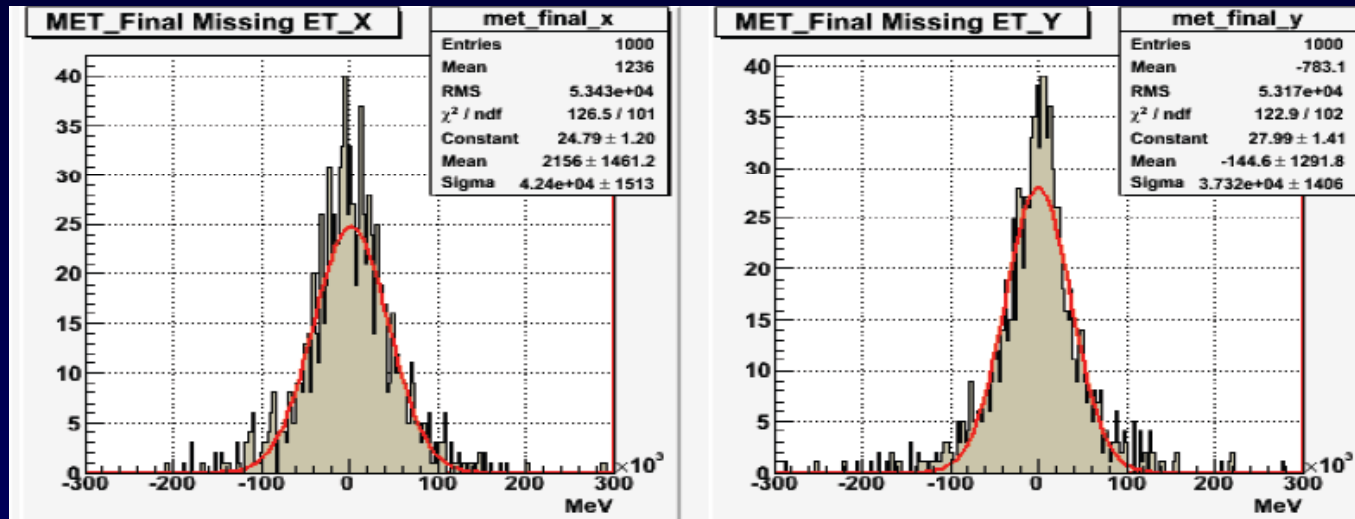 MET_Final Missing ET_X
met_final_x
Entries 1000
Mean 1236
RMS 5.343e+04
χ² / ndf 126.5 / 101
Constant 24.79 ± 1.20
Mean 2156 ± 1461.2
Sigma 4.24e+04 ± 1513
40
35
30
25
20
15
10
5
0
-300 -200 -100 0 100 200 300
×10³
MeV
MET_Final Missing ET_Y
met_final_y
Entries 1000
Mean -783.1
RMS 5.317e+04
χ² / ndf 122.9 / 102
Constant 27.99 ± 1.41
Mean -144.6 ± 1291.8
Sigma 3.732e+04 ± 1406
40
35
30
25
20
15
10
5
0
-300 -200 -100 0 100 200 300
×10³
MeV